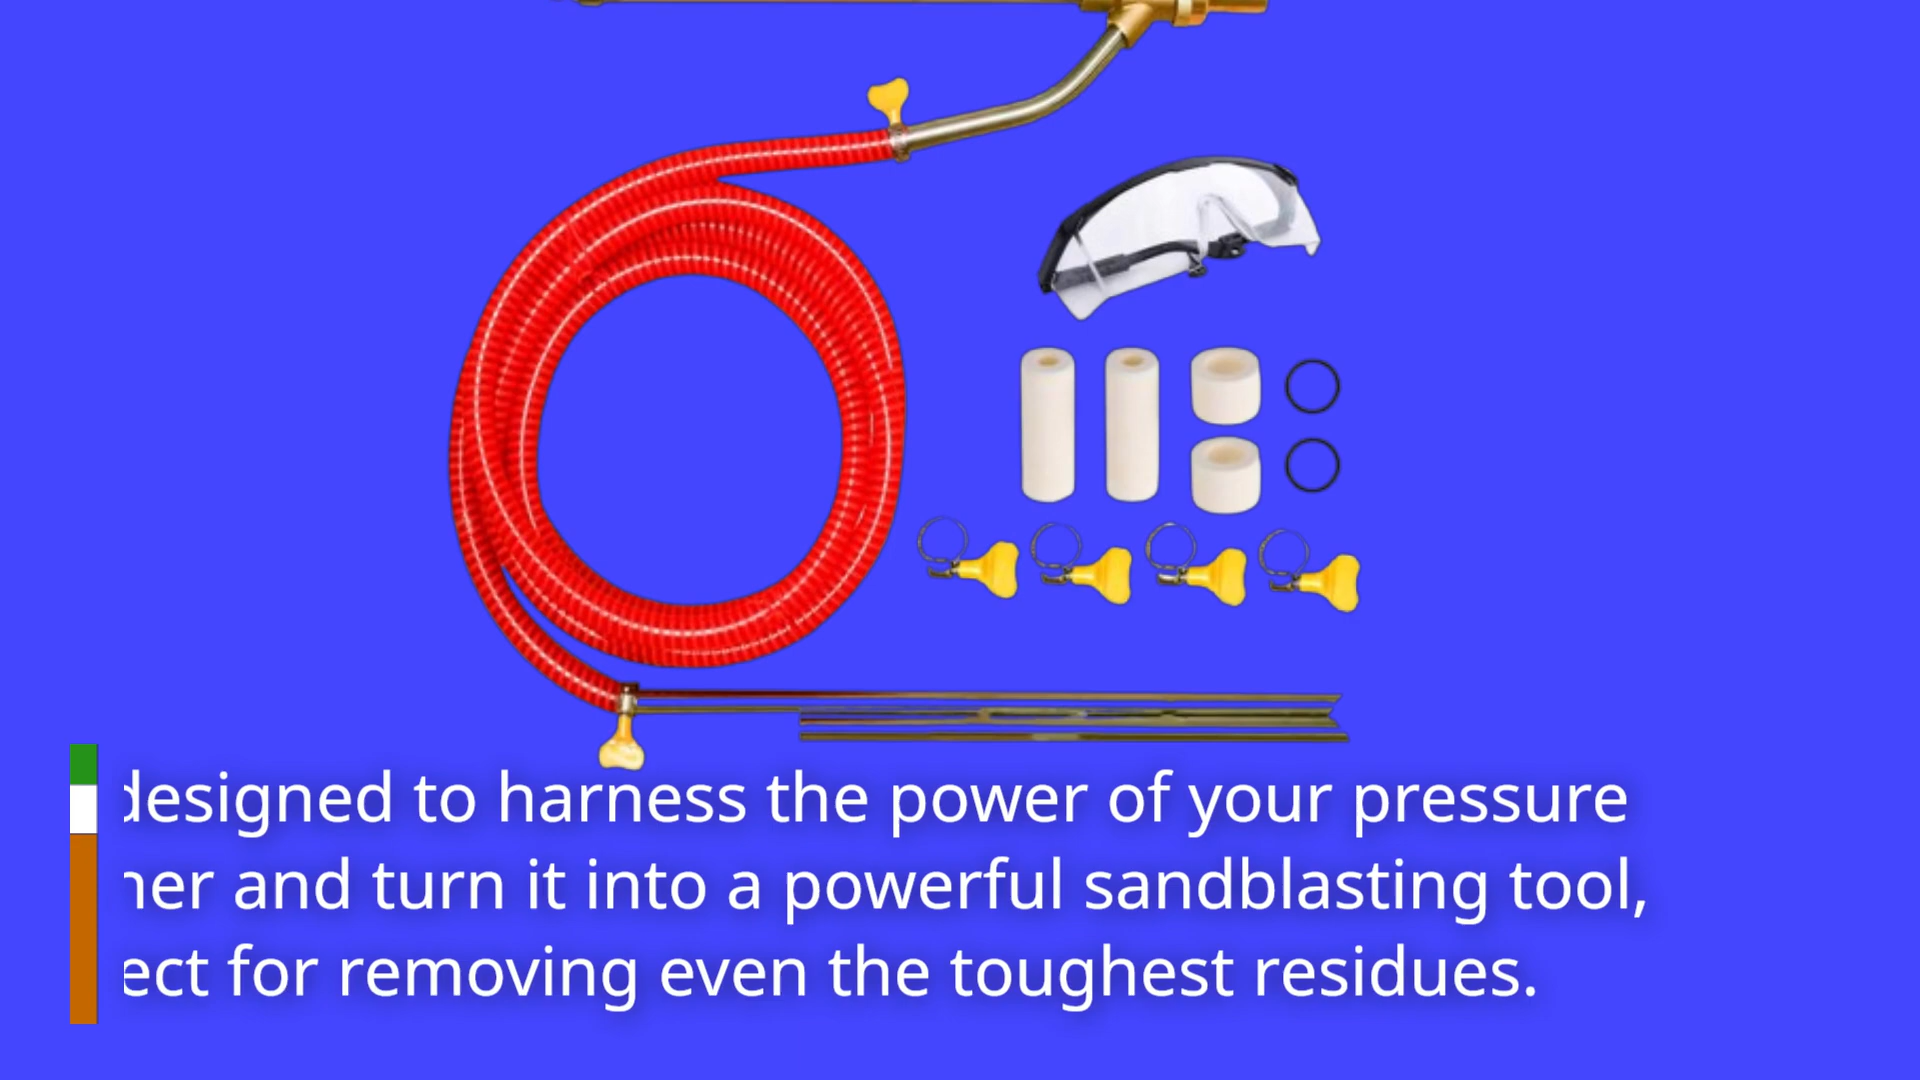 designed to harness the power of your pressure
ner and turn it into a powerful sandblasting tool,
ect for removing even the toughest residues.